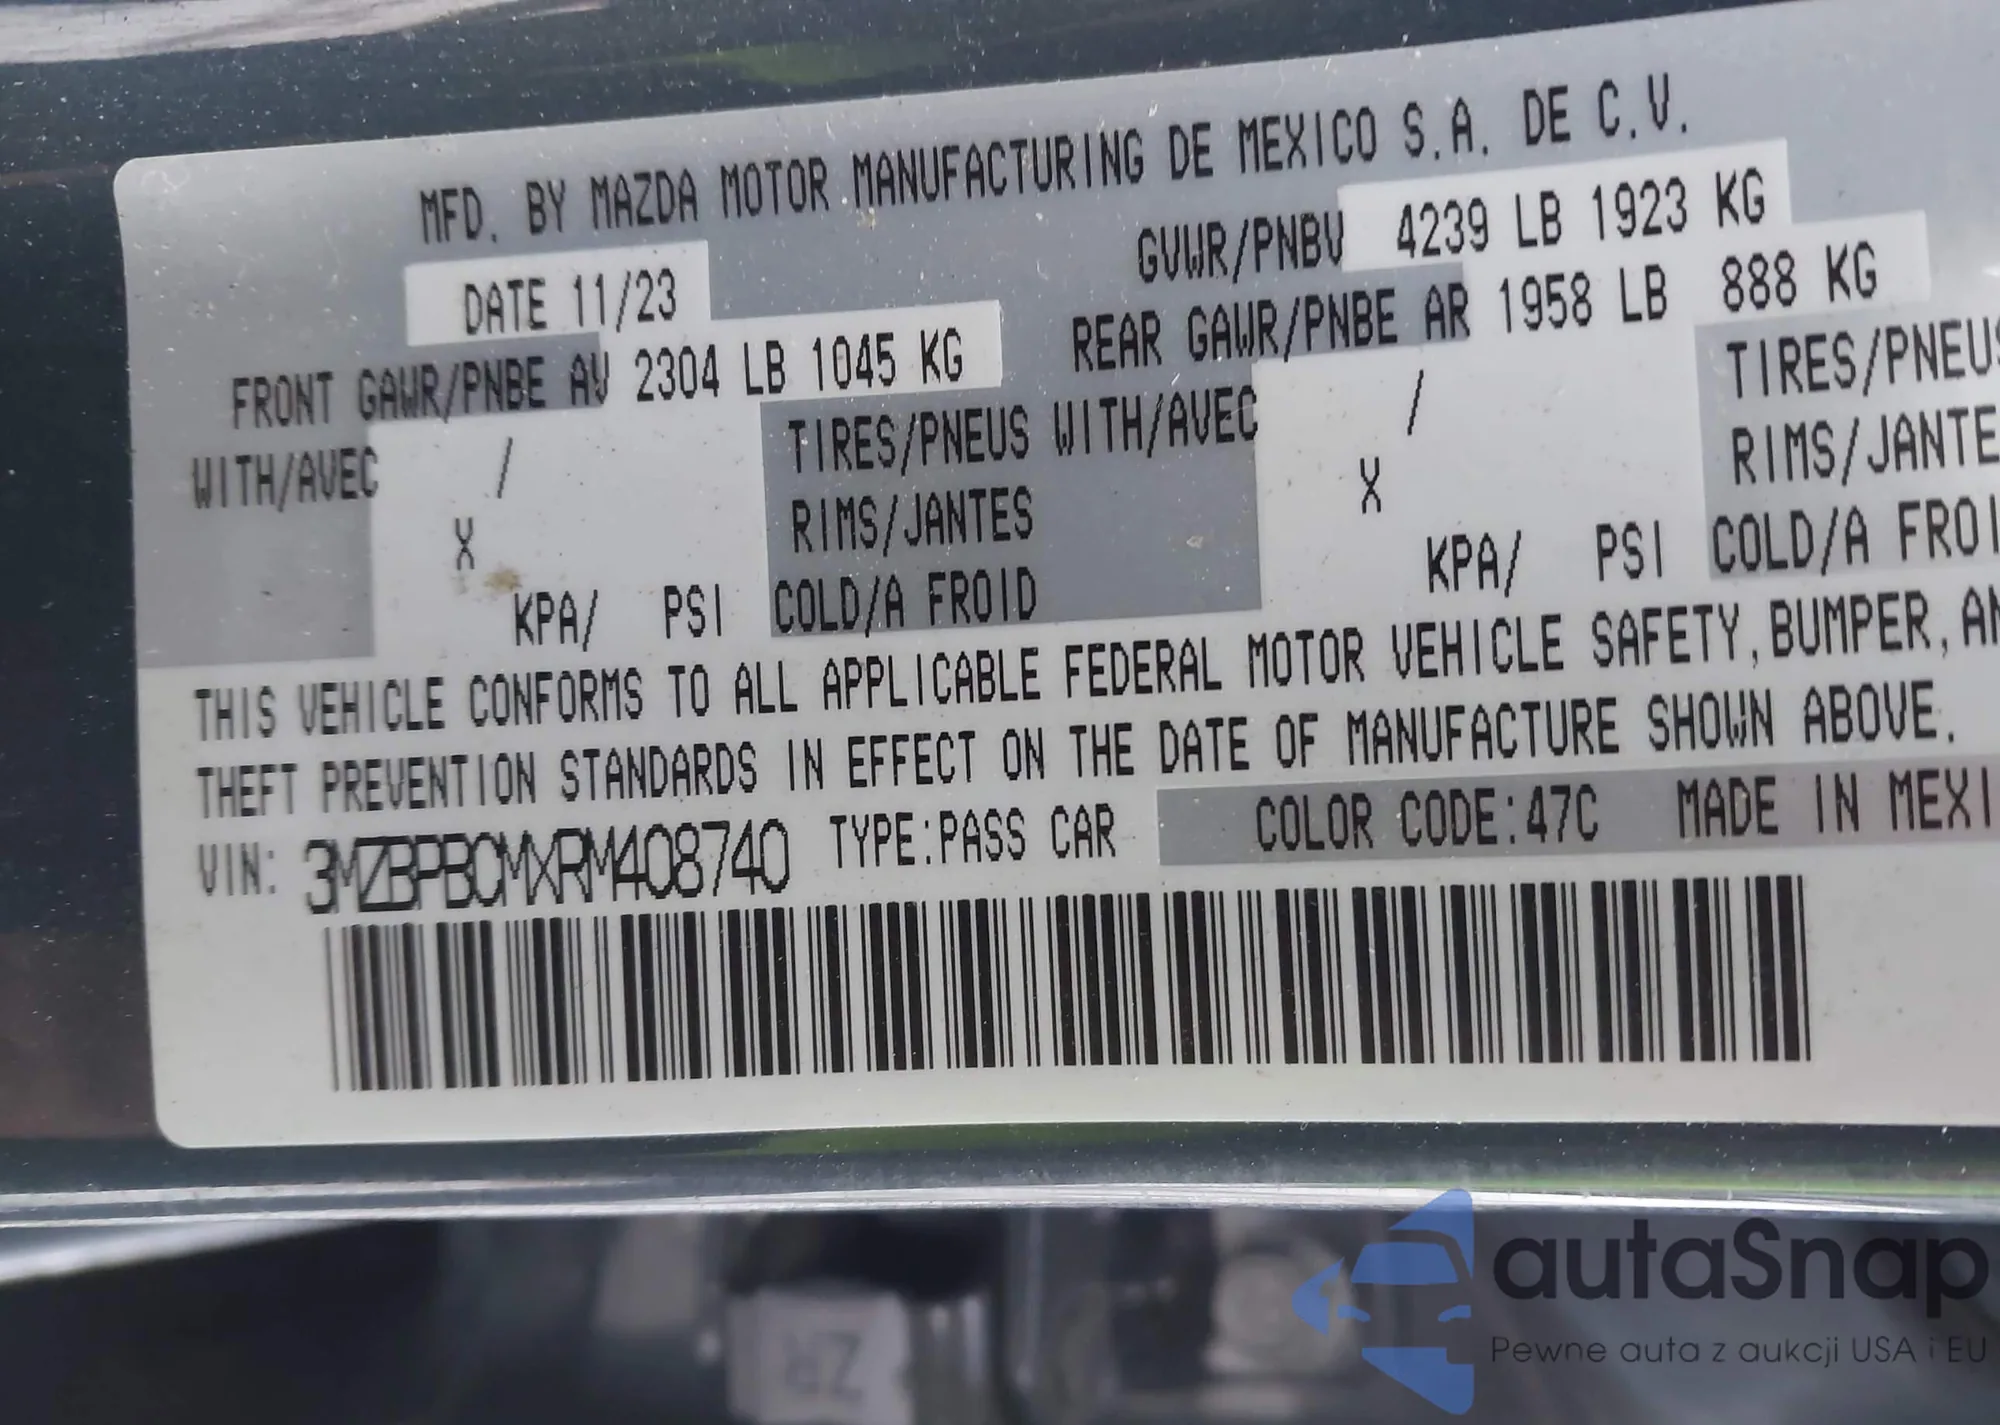 MFD. BY MAZDA MOTOR MANUFACTURING DE MEXICO S.A. DE C.V.
DATE 11/23 GVWR/PNBV 4239 LB 1923 KG
FRONT GAWR/PNBE AV 2304 LB 1045 KG REAR GAWR/PNBE AR 1958 LB 888 KG
WITH/AVEC / TIRES/PNEUS WITH/AVEC / TIRES/PNEUS
X RIMS/JANTES X RIMS/JANTE
KPA/ PSI COLD/A FROID KPA/ PSI COLD/A FROI
THIS VEHICLE CONFORMS TO ALL APPLICABLE FEDERAL MOTOR VEHICLE SAFETY, BUMPER, AN
THEFT PREVENTION STANDARDS IN EFFECT ON THE DATE OF MANUFACTURE SHOWN ABOVE.
VIN: 3MZBPBCMXRM408740 TYPE:PASS CAR COLOR CODE:47C MADE IN MEXI
autaSnap
Pewne auta z aukcji USA i EU